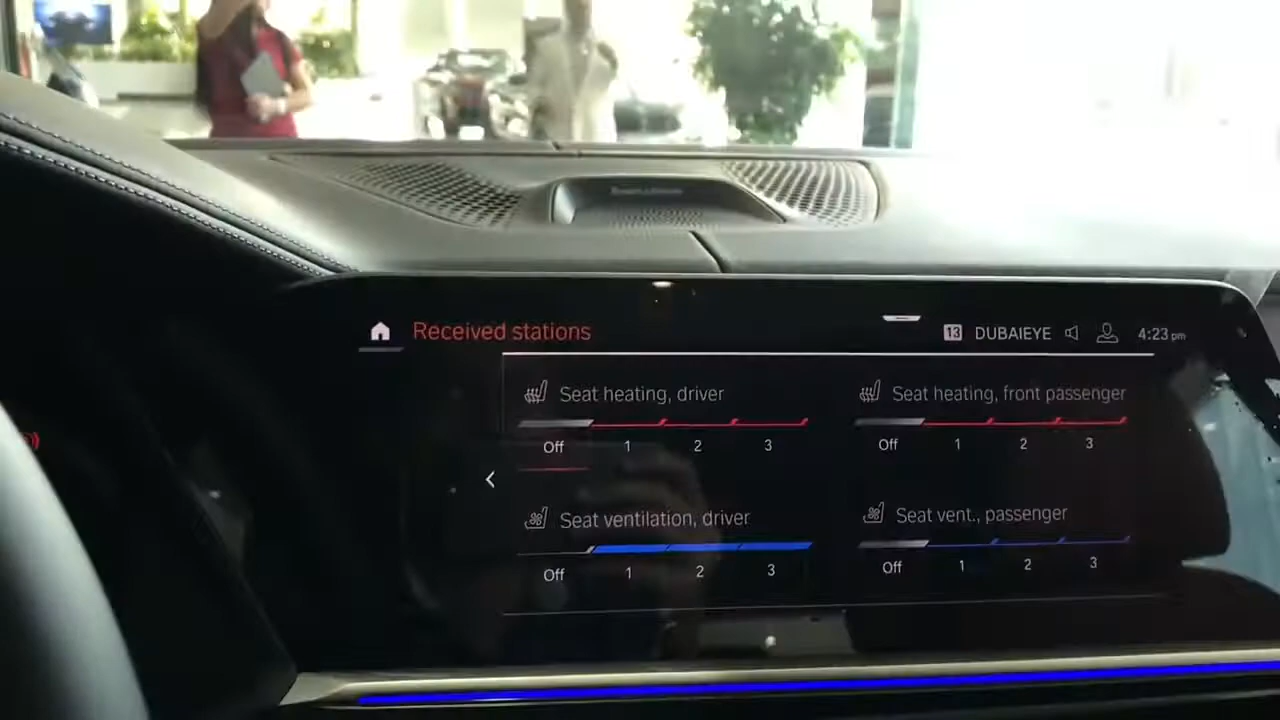 Received stations
13 DUBAIEYE 4:23 pm
Seat heating, driver
Off 1 2 3
Seat heating, front passenger
Off 1 2 3
Seat ventilation, driver
Off 1 2 3
Seat vent., passenger
Off 1 2 3